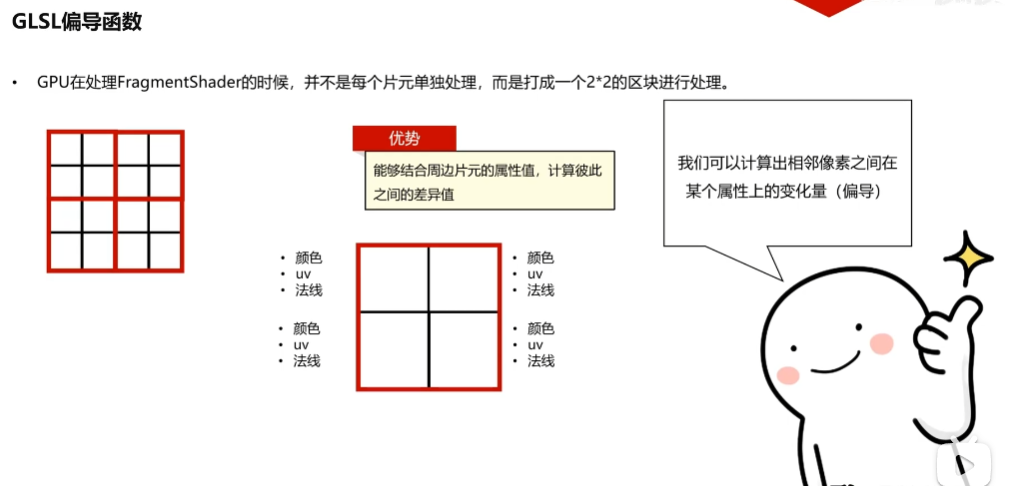 GLSL偏导函数
• GPU在处理FragmentShader的时候，并不是每个片元单独处理，而是打成一个2*2的区块进行处理。
优势
能够结合周边片元的属性值，计算彼此
之间的差异值
我们可以计算出相邻像素之间在
某个属性上的变化量（偏导）
• 颜色
• uv
• 法线
• 颜色
• uv
• 法线
• 颜色
• uv
• 法线
• 颜色
• uv
• 法线